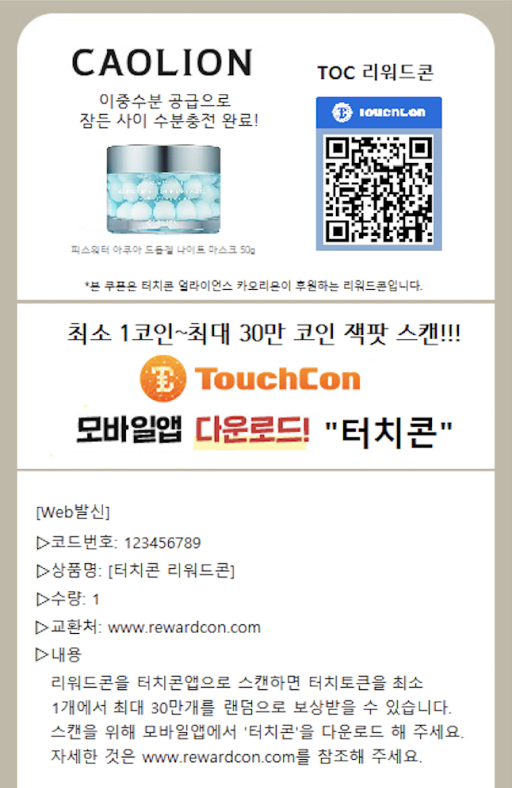 CAOLION
이중수분 공급으로
잠든 사이 수분충전 완료!
피스워터 아쿠아 드롭젤 나이트 마스크 50g
TOC 리워드콘
TouchCon
*본 쿠폰은 터치콘 얼라이언스 카오리온이 후원하는 리워드콘입니다.
최소 1코인~최대 30만 코인 잭팟 스캔!!!
TouchCon
모바일앱 다운로드! "터치콘"
[Web발신]
▷코드번호: 123456789
▷상품명: [터치콘 리워드콘]
▷수량: 1
▷교환처: www.rewardcon.com
▷내용
리워드콘을 터치콘앱으로 스캔하면 터치토큰을 최소
1개에서 최대 30만개를 랜덤으로 보상받을 수 있습니다.
스캔을 위해 모바일앱에서 '터치콘'을 다운로드 해 주세요.
자세한 것은 www.rewardcon.com를 참조해 주세요.